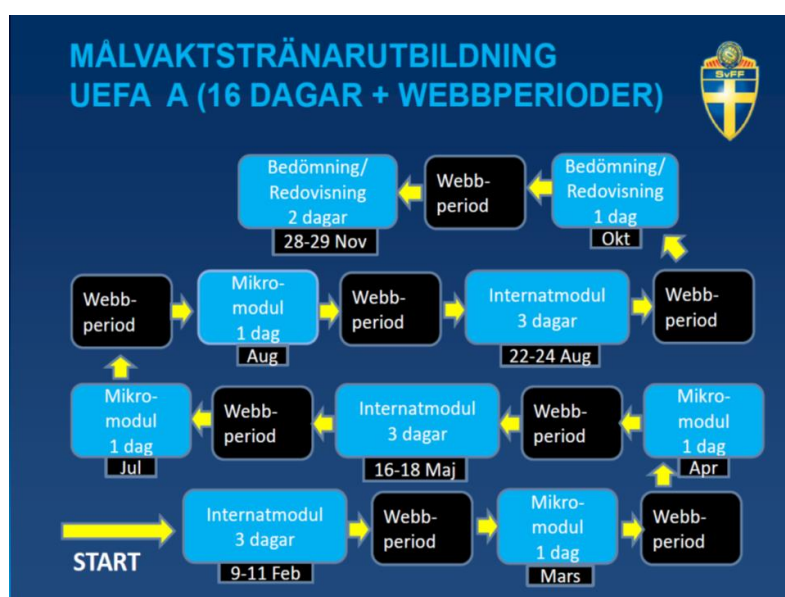 MÅLVAKTSTRÄNARUTBILDNING
UEFA A (16 DAGAR + WEBBPERIODER)
SvFF
Bedömning/
Redovisning
2 dagar
28-29 Nov
Webb-
period
Bedömning/
Redovisning
1 dag
Okt
Webb-
period
Mikro-
modul
1 dag
Aug
Webb-
period
Internatmodul
3 dagar
22-24 Aug
Webb-
period
Mikro-
modul
1 dag
Jul
Webb-
period
Internatmodul
3 dagar
16-18 Maj
Webb-
period
Mikro-
modul
1 dag
Apr
START
Internatmodul
3 dagar
9-11 Feb
Webb-
period
Mikro-
modul
1 dag
Mars
Webb-
period